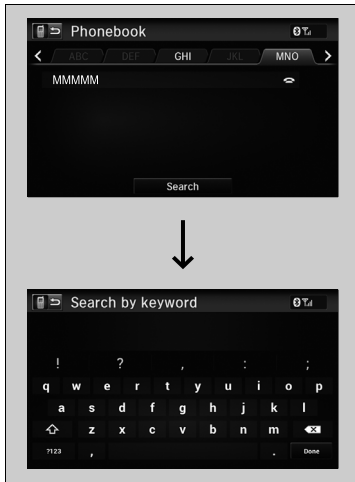 Phonebook
ABC DEF GHI JKL MNO
MMMMM
Search
Search by keyword
! ? , : ;
q w e r t y u i o p
a s d f g h j k l
z x c v b n m
?123 , . Done